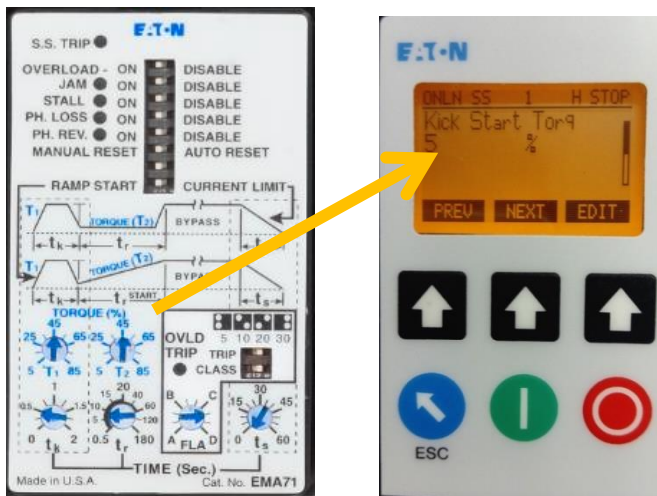 E·T·N
S.S. TRIP
OVERLOAD - ON DISABLE
JAM ON DISABLE
STALL ON DISABLE
PH. LOSS ON DISABLE
PH. REV. ON DISABLE
MANUAL RESET AUTO RESET
RAMP START CURRENT LIMIT
T1 TORQUE (T2) BYPASS
tk tr t
T1 TORQUE (T2) BYPA
tk tr START ts
TORQUE (%)
45 45
25 65 25 65
5 T1 85 5 T2 85
OVLD TRIP
5 10 20 30
TRIP CLASS
1 20 30
0.5 1.5 10 15 40 60 120 B C 15 45
0 tk 2 0.5 tr 180 A FLA D 0 ts 60
TIME (Sec.)
Made in U.S.A. Cat. No. EMA71
E·T·N
ONLN SS 1 H STOP
Kick Start Torq
5 %
PREV NEXT EDIT
ESC